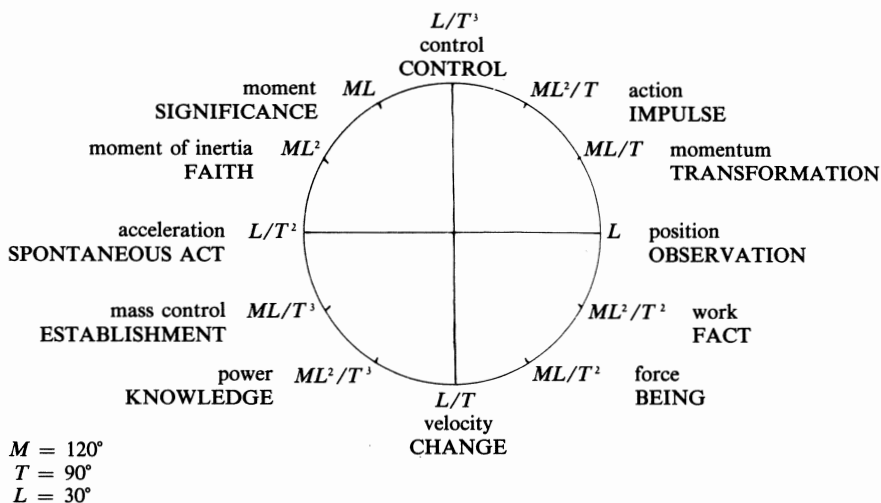 L/T³
control
CONTROL
moment ML
SIGNIFICANCE
ML²/T action
IMPULSE
moment of inertia ML²
FAITH
ML/T momentum
TRANSFORMATION
acceleration L/T²
SPONTANEOUS ACT
L position
OBSERVATION
mass control ML/T³
ESTABLISHMENT
ML²/T² work
FACT
power ML²/T³
KNOWLEDGE
ML/T² force
BEING
L/T
velocity
CHANGE
M = 120°
T = 90°
L = 30°